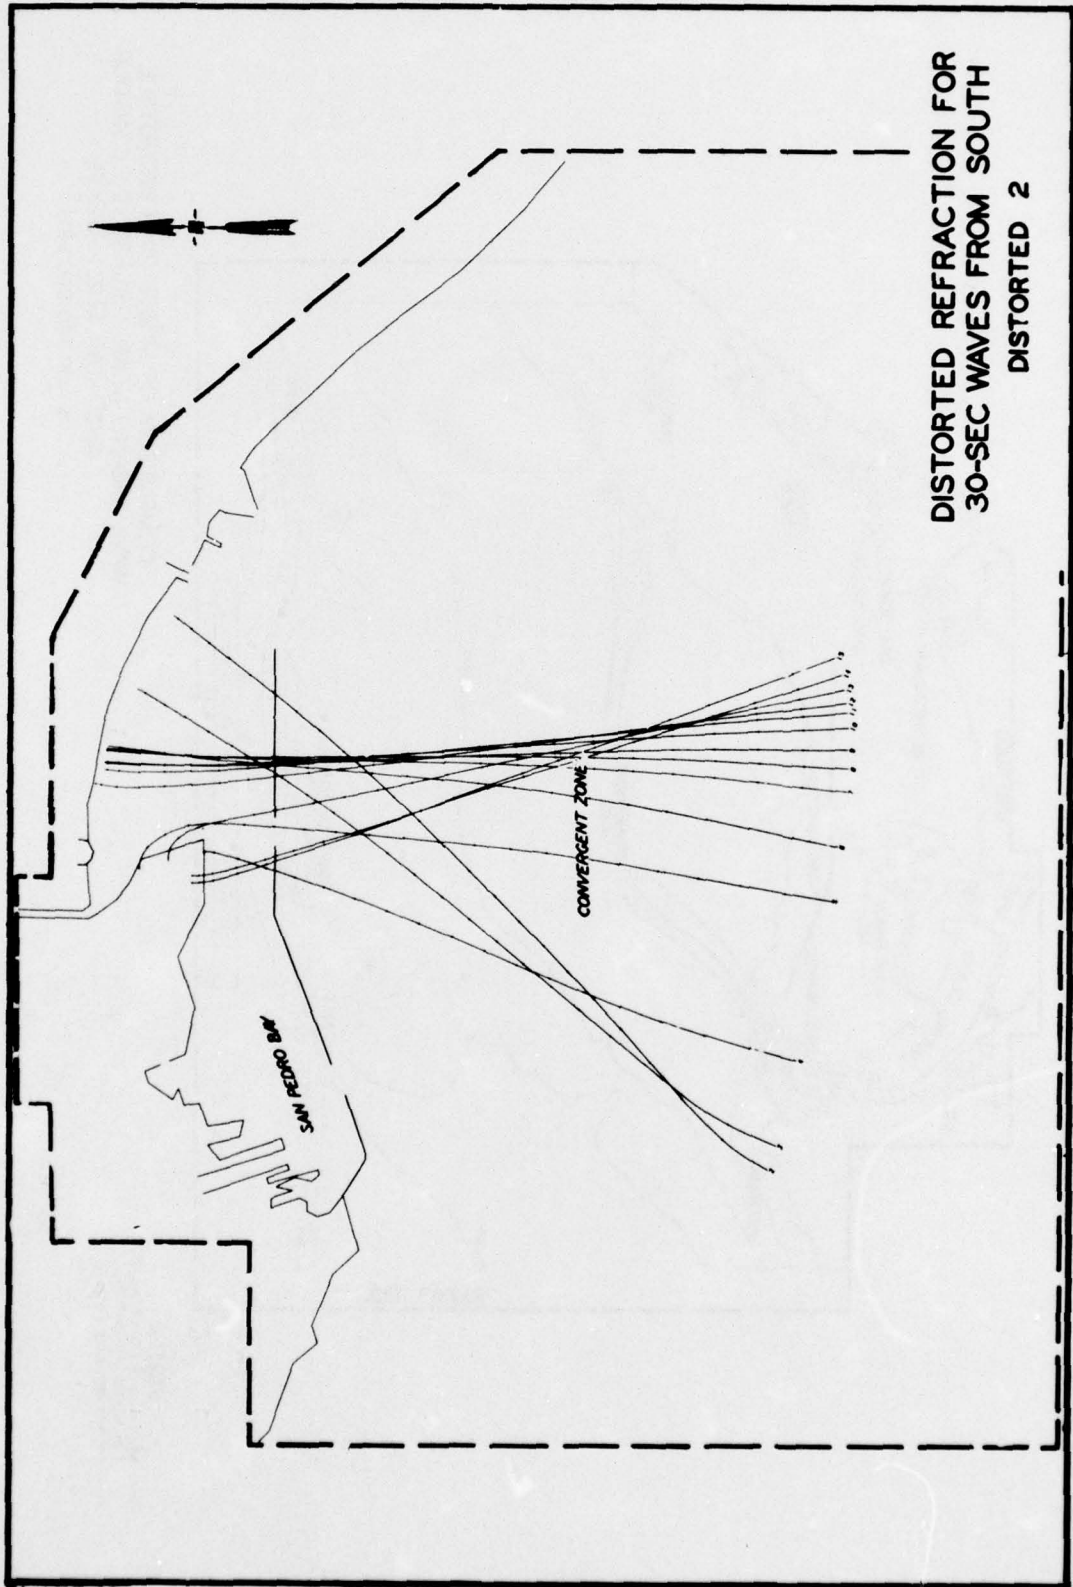 DISTORTED REFRACTION FOR
30-SEC WAVES FROM SOUTH
DISTORTED 2
CONVERGENT ZONE
SAN PEDRO BAY